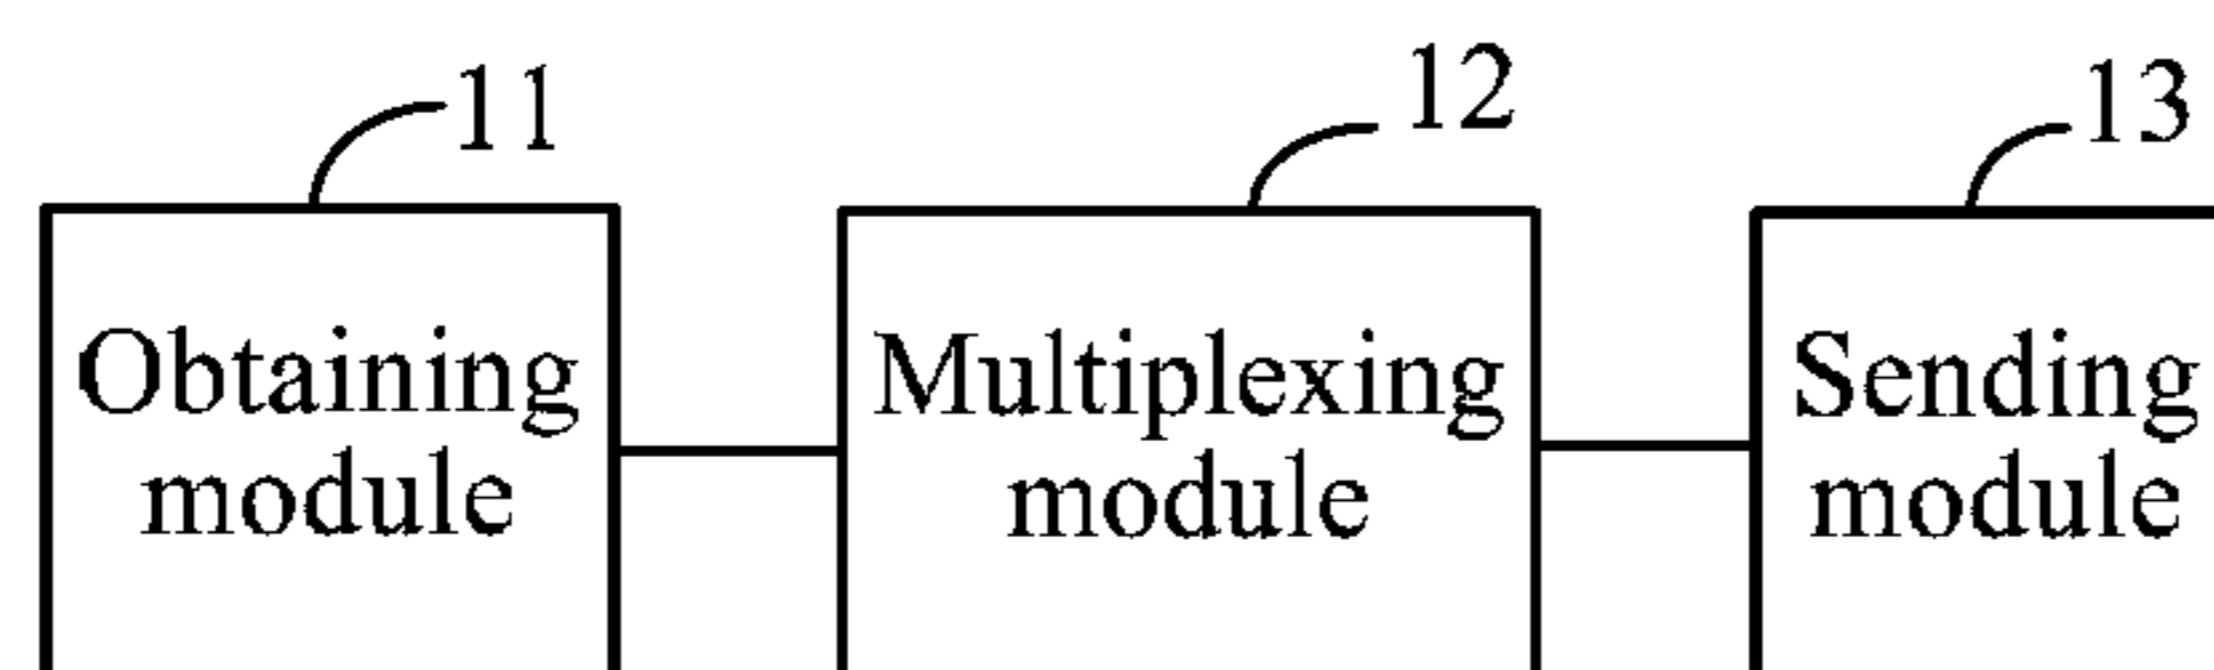 11
12
13
Obtaining
module
Multiplexing
module
Sending
module